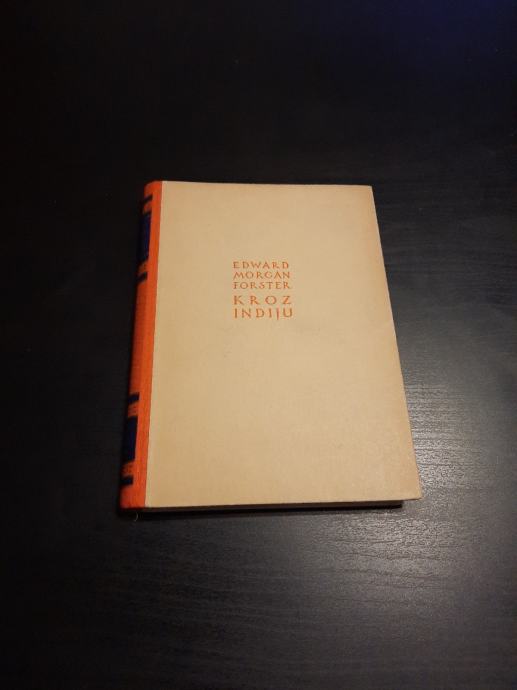 EDWARD
MORGAN
FORSTER
KROZ
INDIJU